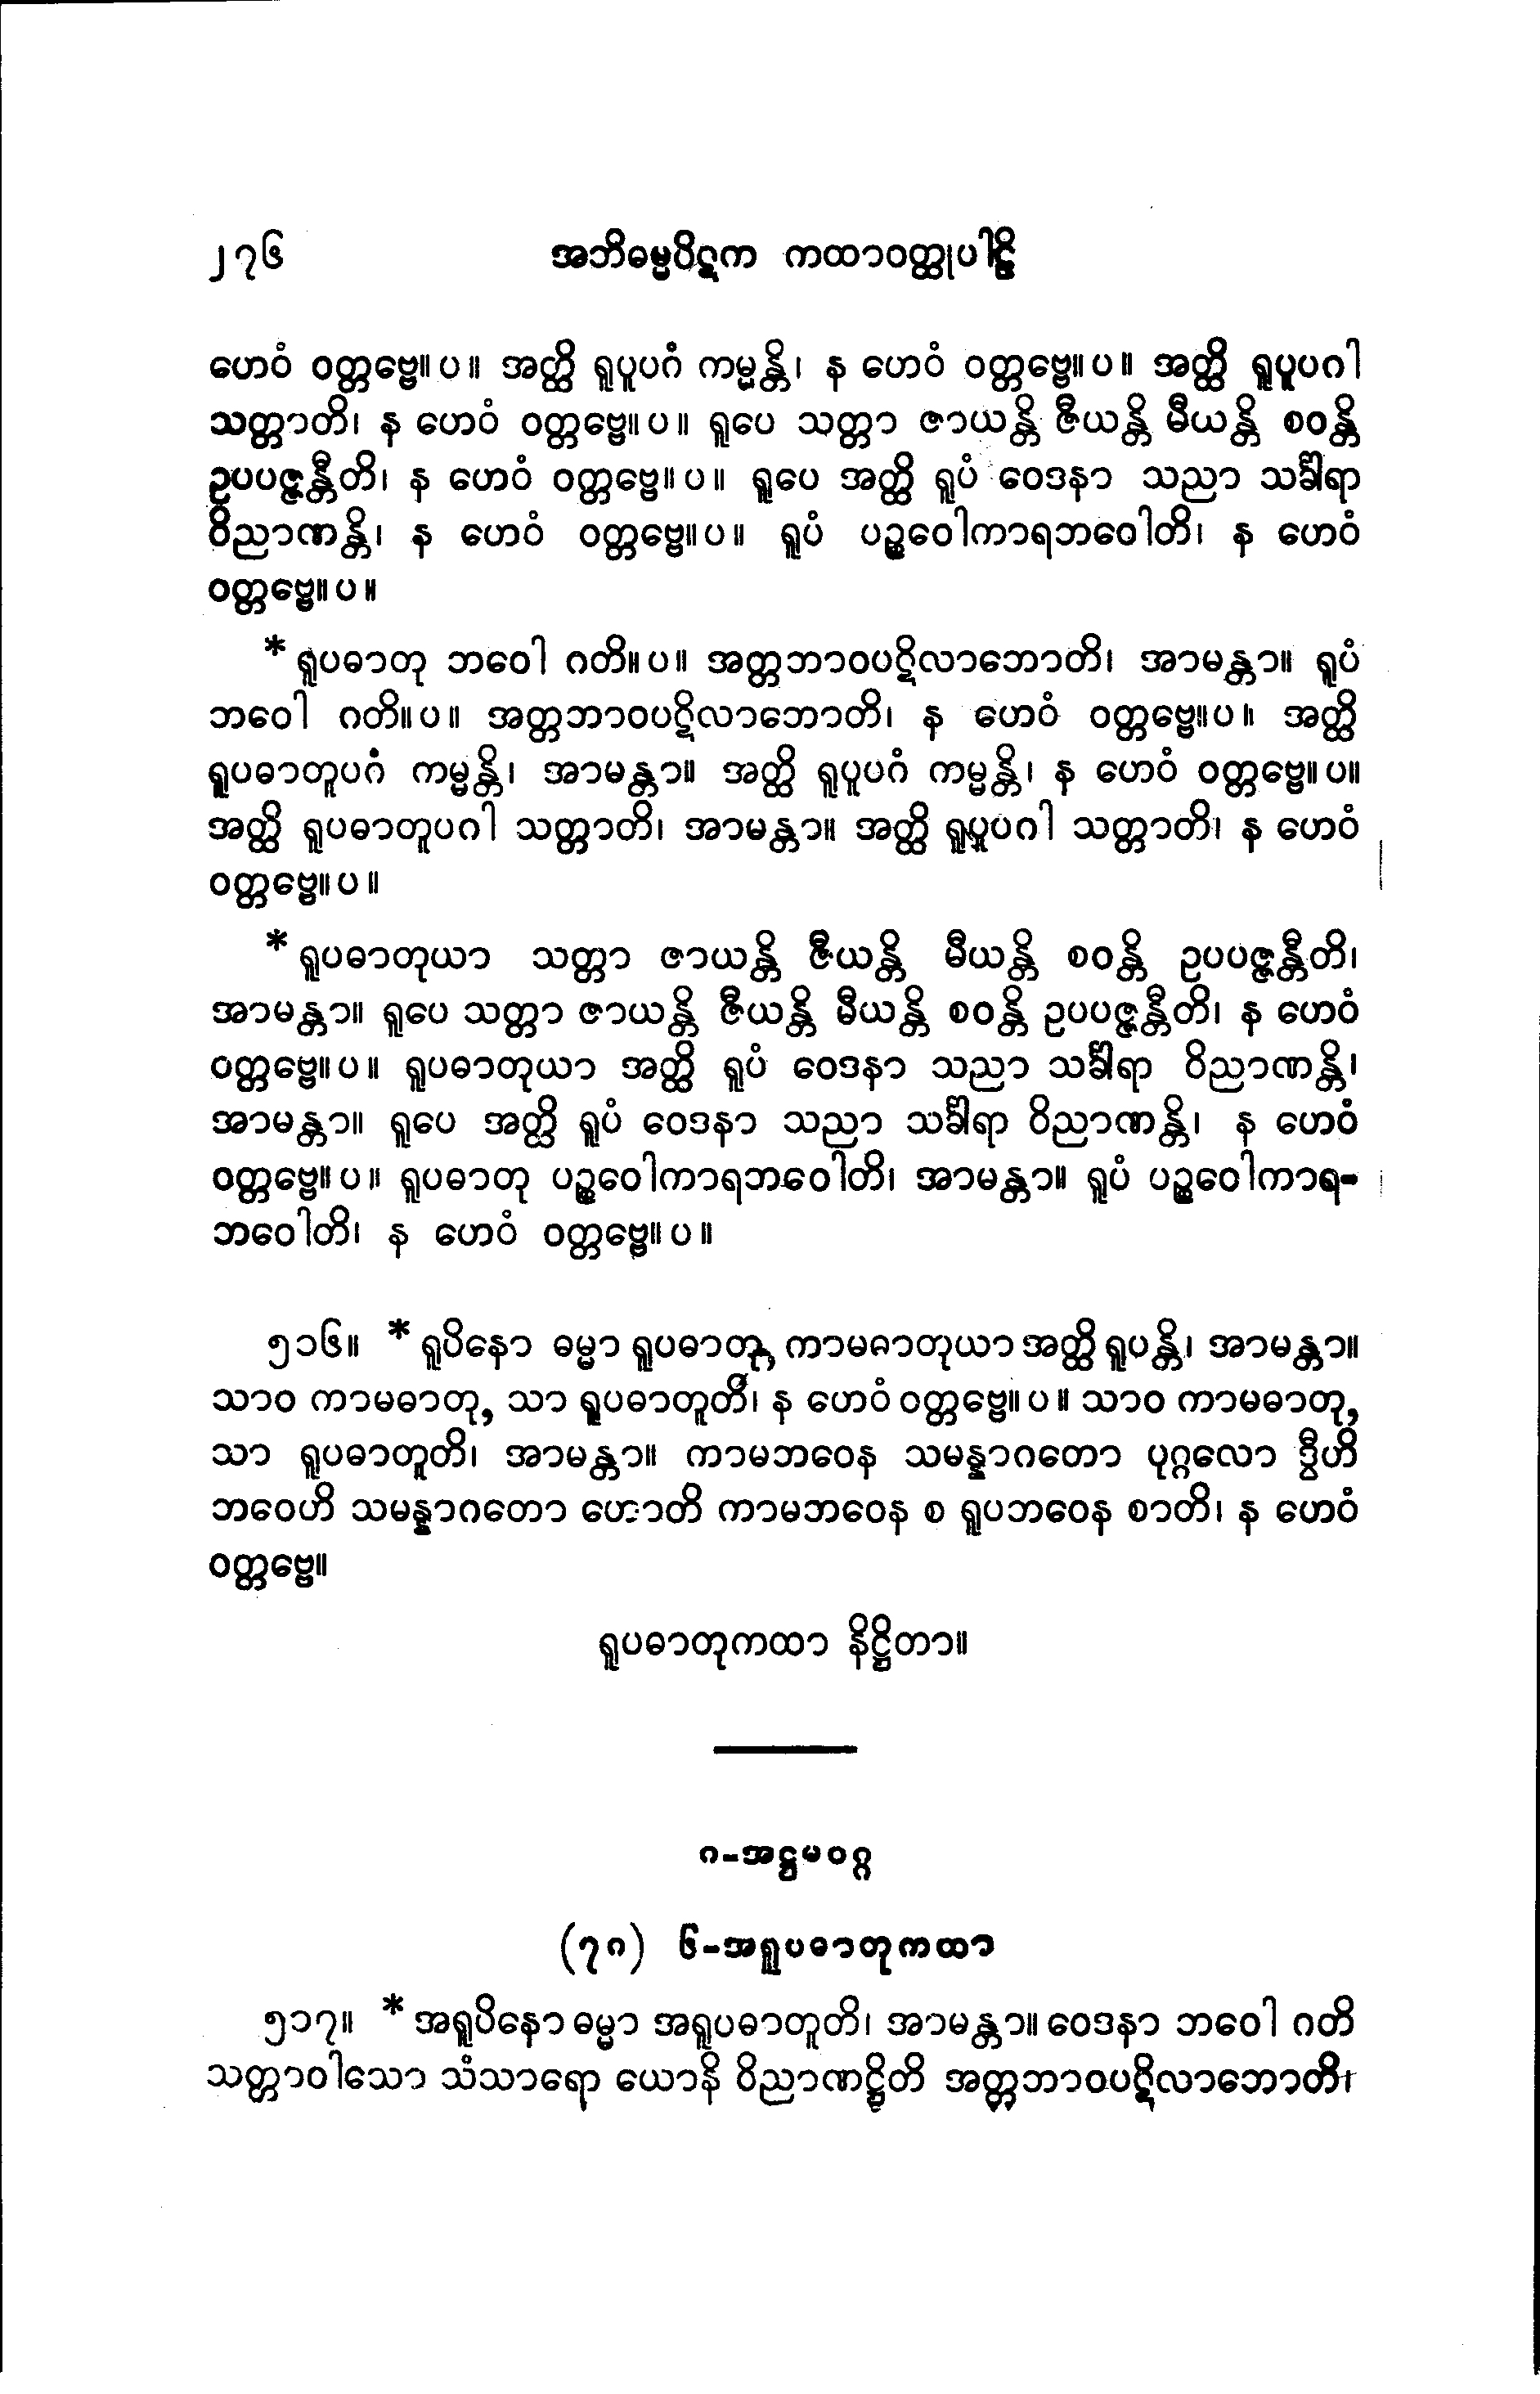 ၂၇၆ အဘိဓမ္မပိဋက ကထာဝတ္ထုပါဠိ
ဟေဝံ ဝတ္တဗ္ဗေ။ပ။ အတ္ထိ ရူပူပဂံ ကမ္မန္တိ၊ န ဟေဝံ ဝတ္တဗ္ဗေ။ပ။ အတ္ထိ ရူပူပဂါ
သတ္တာတိ၊ န ဟေဝံ ဝတ္တဗ္ဗေ။ပ။ ရူပေ သတ္တာ ဇာယန္တိ ဇီယန္တိ မီယန္တိ စဝန္တိ
ဥပပဇ္ဇန္တီတိ၊ န ဟေဝံ ဝတ္တဗ္ဗေ။ပ။ ရူပေ အတ္ထိ ရူပံ ဝေဒနာ သညာ သင်္ခါရာ
ဝိညာဏန္တိ၊ န ဟေဝံ ဝတ္တဗ္ဗေ။ပ။ ရူပံ ပဉ္စဝေါကာရဘဝေါတိ၊ န ဟေဝံ
ဝတ္တဗ္ဗေ။ပ။
* ရူပဓာတု ဘဝေါ ဂတိ။ပ။ အတ္တဘာဝပဋိလာဘောတိ၊ အာမန္တာ။ ရူပံ
ဘဝေါ ဂတိ။ပ။ အတ္တဘာဝပဋိလာဘောတိ၊ န ဟေဝံ ဝတ္တဗ္ဗေ။ပ။ အတ္ထိ
ရူပဓာတူပဂံ ကမ္မန္တိ၊ အာမန္တာ။ အတ္ထိ ရူပူပဂံ ကမ္မန္တိ၊ န ဟေဝံ ဝတ္တဗ္ဗေ။ပ။
အတ္ထိ ရူပဓာတူပဂါ သတ္တာတိ၊ အာမန္တာ။ အတ္ထိ ရူပူပဂါ သတ္တာတိ၊ န ဟေဝံ
ဝတ္တဗ္ဗေ။ပ။
* ရူပဓာတုယာ သတ္တာ ဇာယန္တိ ဇီယန္တိ မီယန္တိ စဝန္တိ ဥပပဇ္ဇန္တီတိ၊
အာမန္တာ။ ရူပေ သတ္တာ ဇာယန္တိ ဇီယန္တိ မီယန္တိ စဝန္တိ ဥပပဇ္ဇန္တီတိ၊ န ဟေဝံ
ဝတ္တဗ္ဗေ။ပ။ ရူပဓာတုယာ အတ္ထိ ရူပံ ဝေဒနာ သညာ သင်္ခါရာ ဝိညာဏန္တိ၊
အာမန္တာ။ ရူပေ အတ္ထိ ရူပံ ဝေဒနာ သညာ သင်္ခါရာ ဝိညာဏန္တိ၊ န ဟေဝံ
ဝတ္တဗ္ဗေ။ပ။ ရူပဓာတု ပဉ္စဝေါကာရဘဝေါတိ၊ အာမန္တာ။ ရူပံ ပဉ္စဝေါကာရ-
ဘဝေါတိ၊ န ဟေဝံ ဝတ္တဗ္ဗေ။ပ။
၅၁၆။ * ရူပိနော ဓမ္မာ ရူပဓာတု, ကာမဓာတုယာ အတ္ထိ ရူပန္တိ၊ အာမန္တာ။
သာဝ ကာမဓာတု, သာ ရူပဓာတူတိ၊ န ဟေဝံ ဝတ္တဗ္ဗေ။ပ။ သာဝ ကာမဓာတု,
သာ ရူပဓာတူတိ၊ အာမန္တာ။ ကာမဘဝေန သမန္နာဂတော ပုဂ္ဂလော ဒွီဟိ
ဘဝေဟိ သမန္နာဂတော ဟောတိ ကာမဘဝေန စ ရူပဘဝေန စာတိ၊ န ဟေဝံ
ဝတ္တဗ္ဗေ။
ရူပဓာတုကထာ နိဋ္ဌိတာ။
ဂ-အဋ္ဌမဝဂ္ဂ
(၇၈) ၆-အရူပဓာတုကထာ
၅၁၇။ * အရူပိနော ဓမ္မာ အရူပဓာတူတိ၊ အာမန္တာ။ ဝေဒနာ ဘဝေါ ဂတိ
သတ္တာဝါသော သံသာရော ယောနိ ဝိညာဏဋ္ဌိတိ အတ္တဘာဝပဋိလာဘောတိ၊